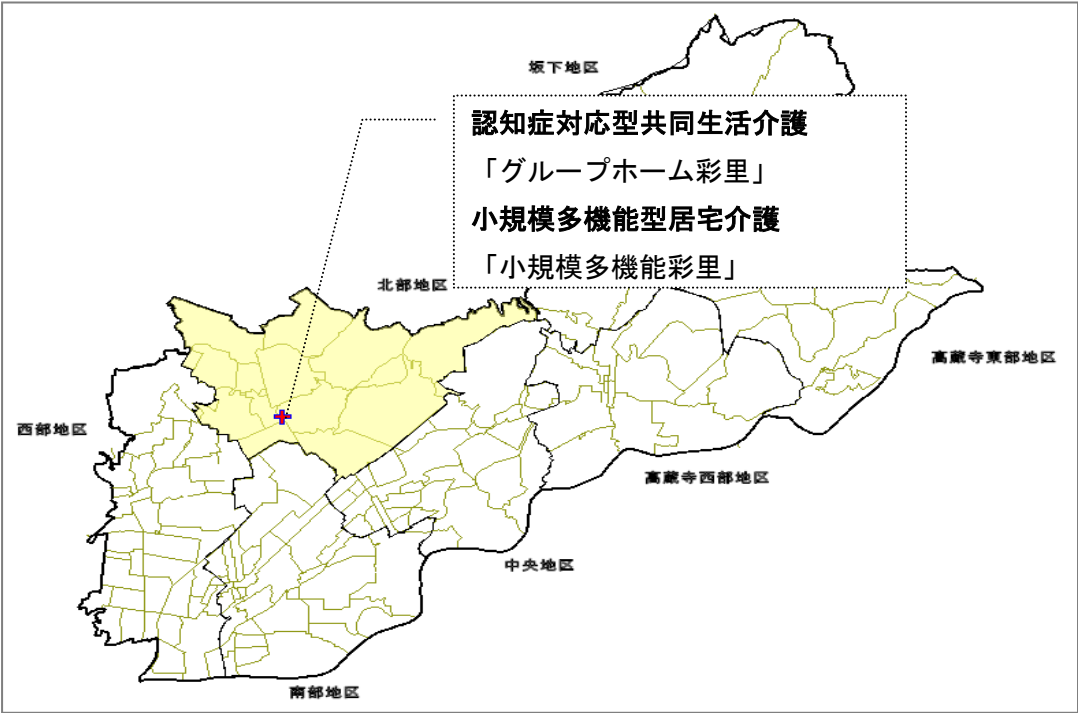 坂下地区
認知症対応型共同生活介護
「グループホーム彩里」
小規模多機能型居宅介護
「小規模多機能彩里」
北部地区
高蔵寺東部地区
西部地区
高蔵寺西部地区
中央地区
南部地区